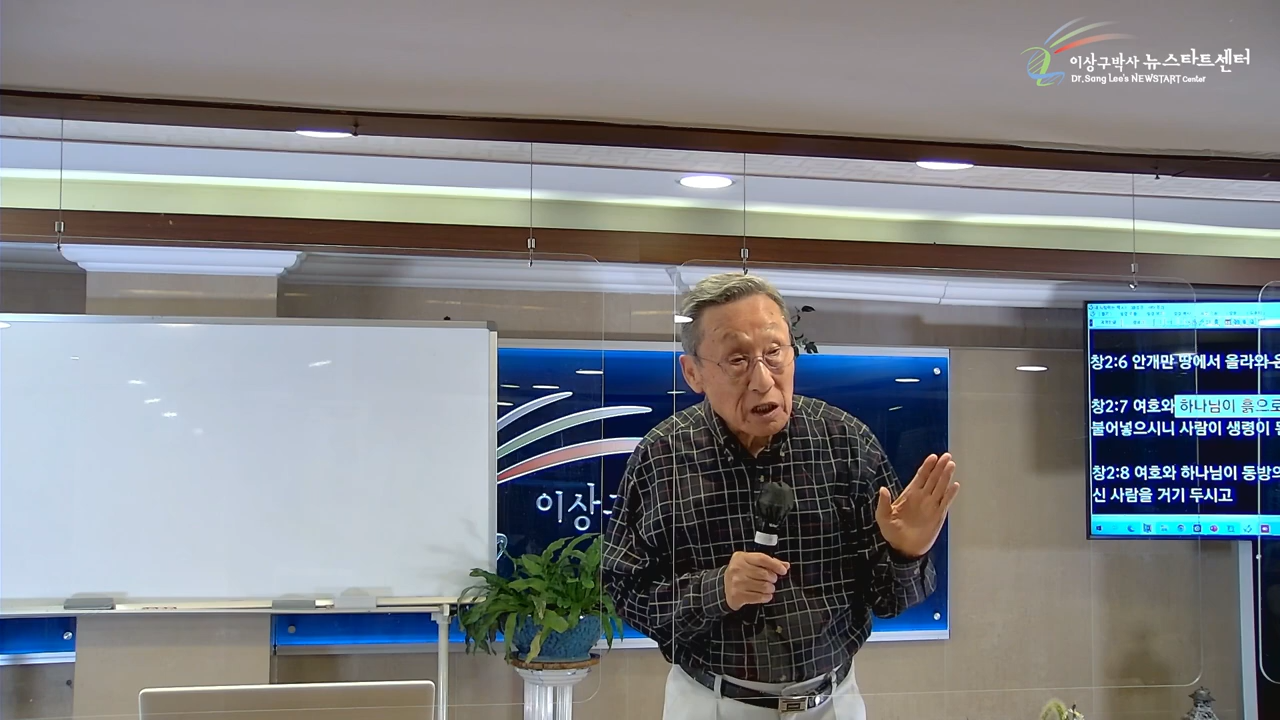 이상구박사 뉴스타트센터
Dr. Sang Lee's NEWSTART Center
이상구
창2:6 안개만 땅에서 올라와 온
창2:7 여호와 하나님이 흙으로
불어넣으시니 사람이 생령이 되
창2:8 여호와 하나님이 동방의
신 사람을 거기 두시고